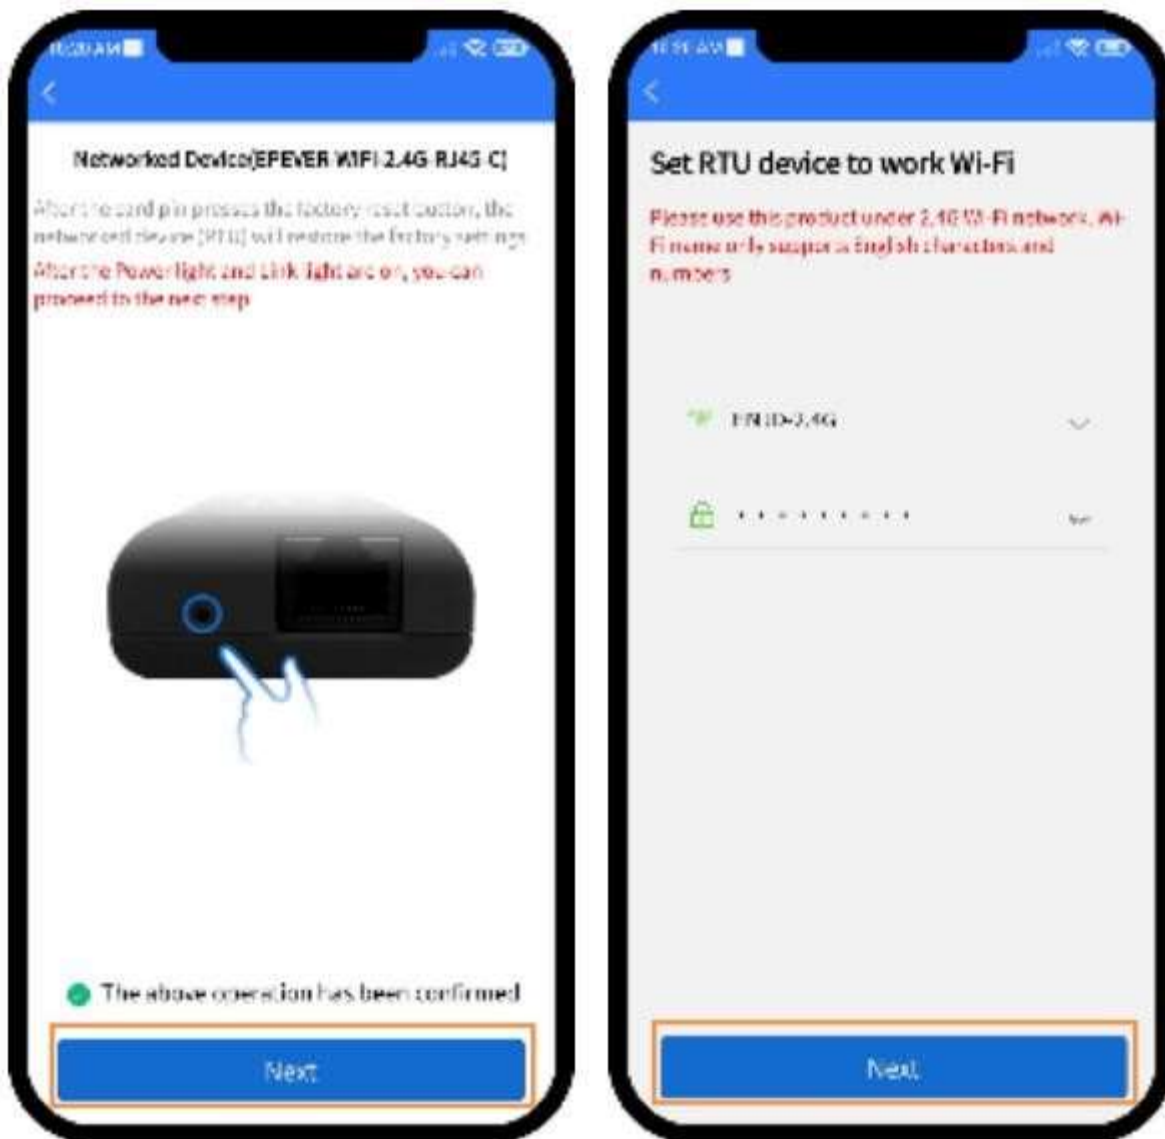 Networked Device(EPEVER WIFI-2.4G-RJ45-C)
After the card pin presses the factory reset button, the
networked device (RTU) will restore the factory settings
After the Power light and Link light are on, you can
proceed to the next step
The above operation has been confirmed
Next
Set RTU device to work Wi-Fi
Please use this product under 2.4G Wi-Fi network, Wi-
Fi name only supports English characters and
numbers
Next